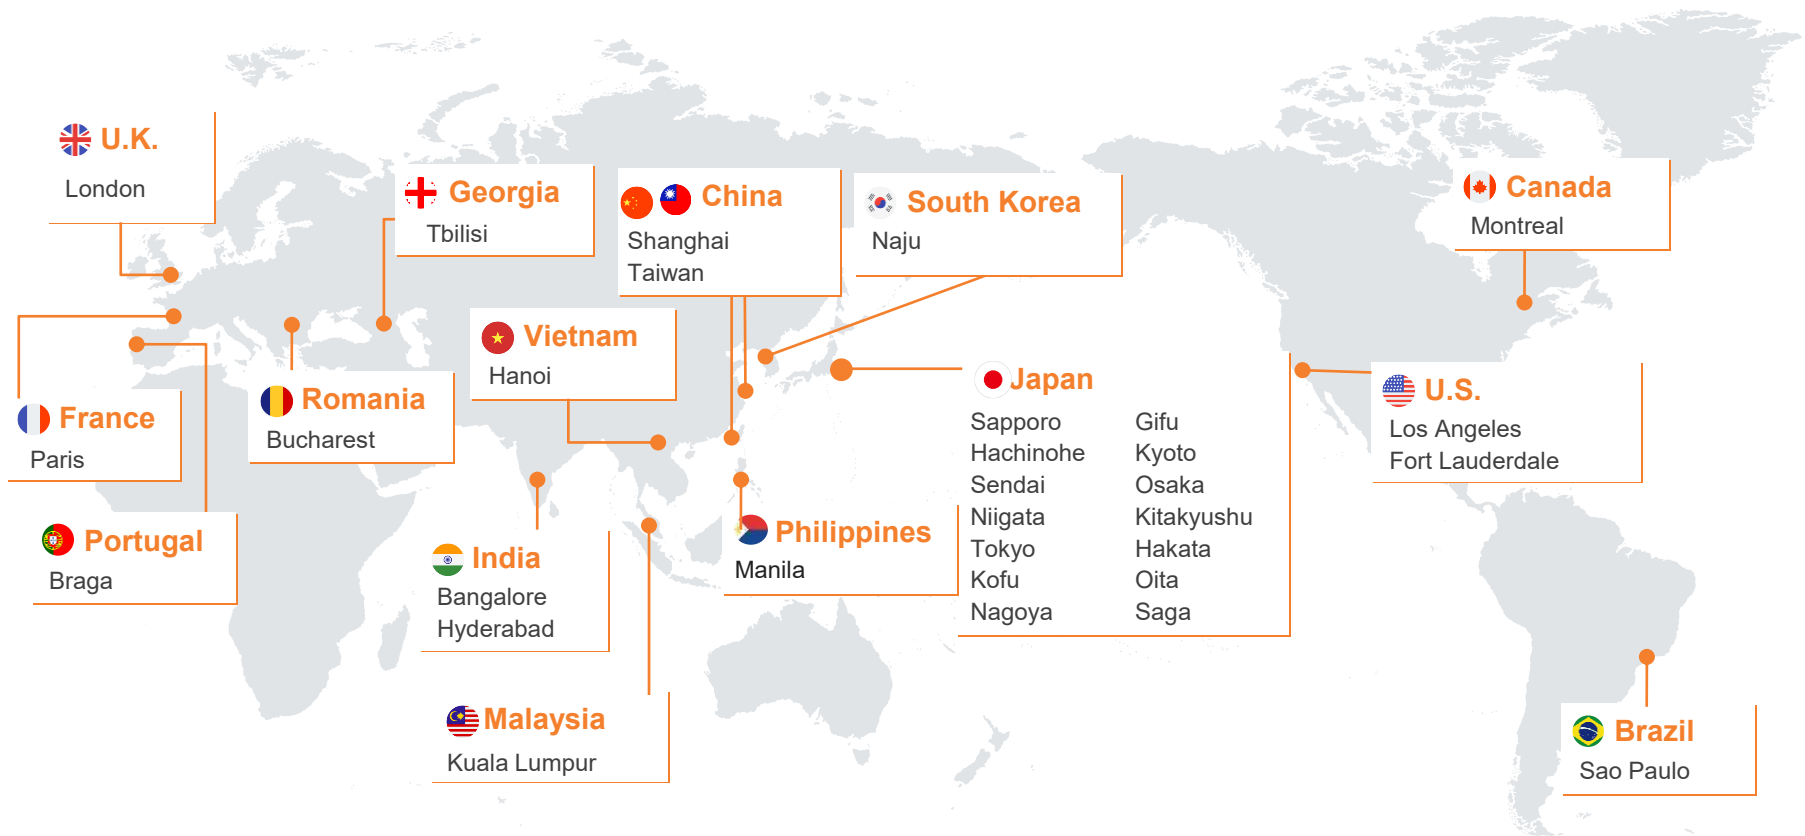 U.K.
London
Georgia
Tbilisi
China
Shanghai
Taiwan
South Korea
Naju
Canada
Montreal
Vietnam
Hanoi
France
Paris
Romania
Bucharest
Japan
Sapporo
Hachinohe
Sendai
Niigata
Tokyo
Kofu
Nagoya
Gifu
Kyoto
Osaka
Kitakyushu
Hakata
Oita
Saga
U.S.
Los Angeles
Fort Lauderdale
Portugal
Braga
India
Bangalore
Hyderabad
Philippines
Manila
Malaysia
Kuala Lumpur
Brazil
Sao Paulo